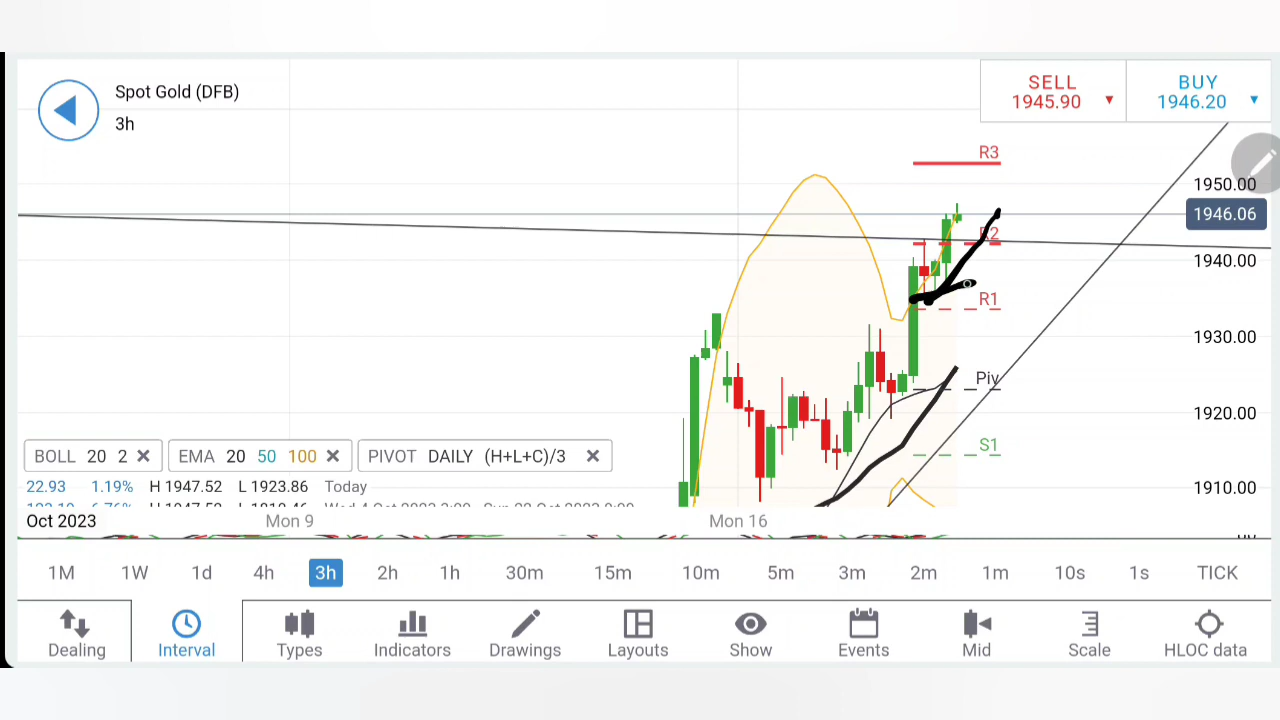 Spot Gold (DFB)
3h
SELL
1945.90
BUY
1946.20
R3
1950.00
1946.06
R2
1940.00
R1
1930.00
Piv
1920.00
S1
1910.00
BOLL 20 2
EMA 20 50 100
PIVOT DAILY (H+L+C)/3
22.93 1.19% H1947.52 L 1923.86 Today
Oct 2023 Mon 9 Mon 16
1M 1W 1d 4h 3h 2h 1h 30m 15m 10m 5m 3m 2m 1m 10s 1s TICK
Dealing Interval Types Indicators Drawings Layouts Show Events Mid Scale HLOC data